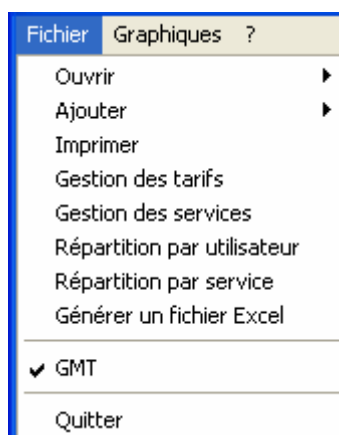 Fichier Graphiques ?
Ouvrir
Ajouter
Imprimer
Gestion des tarifs
Gestion des services
Répartition par utilisateur
Répartition par service
Générer un fichier Excel
GMT
Quitter